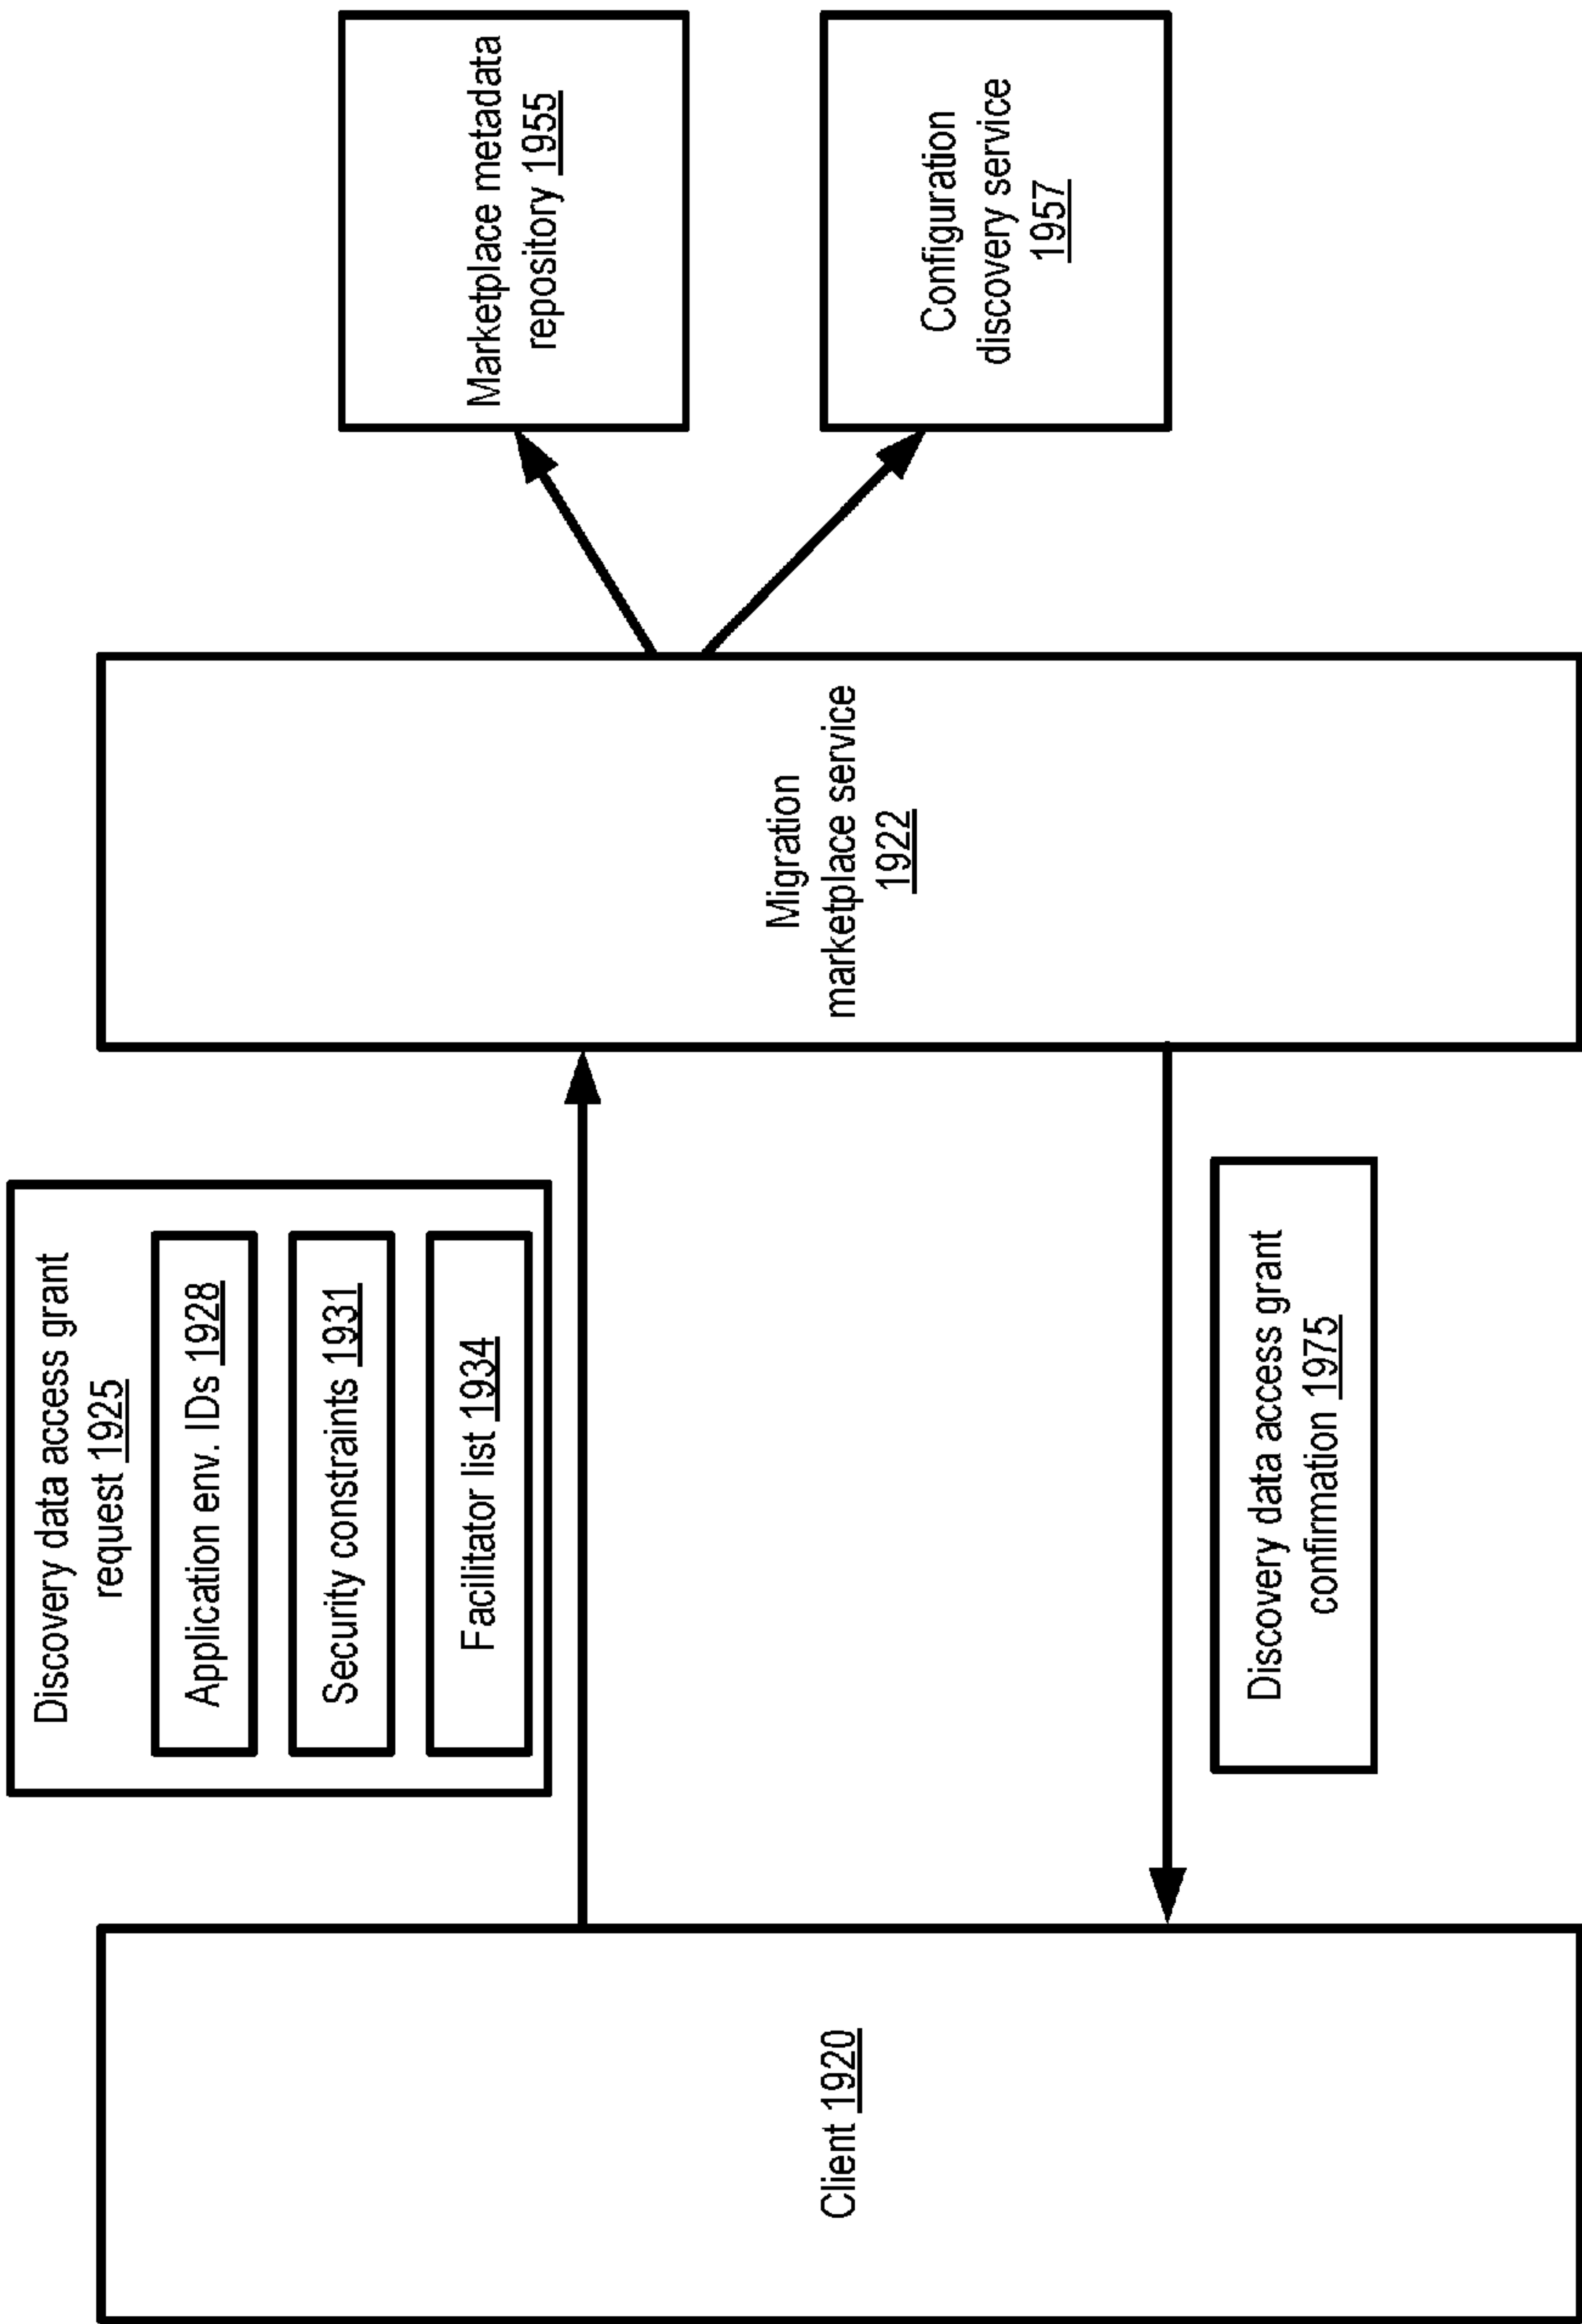 Discovery data access grant
request 1925
Application env. IDs 1928
Security constraints 1931
Facilitator list 1934
Client 1920
Migration
marketplace service
1922
Marketplace metadata
repository 1955
Configuration
discovery service
1957
Discovery data access grant
confirmation 1975